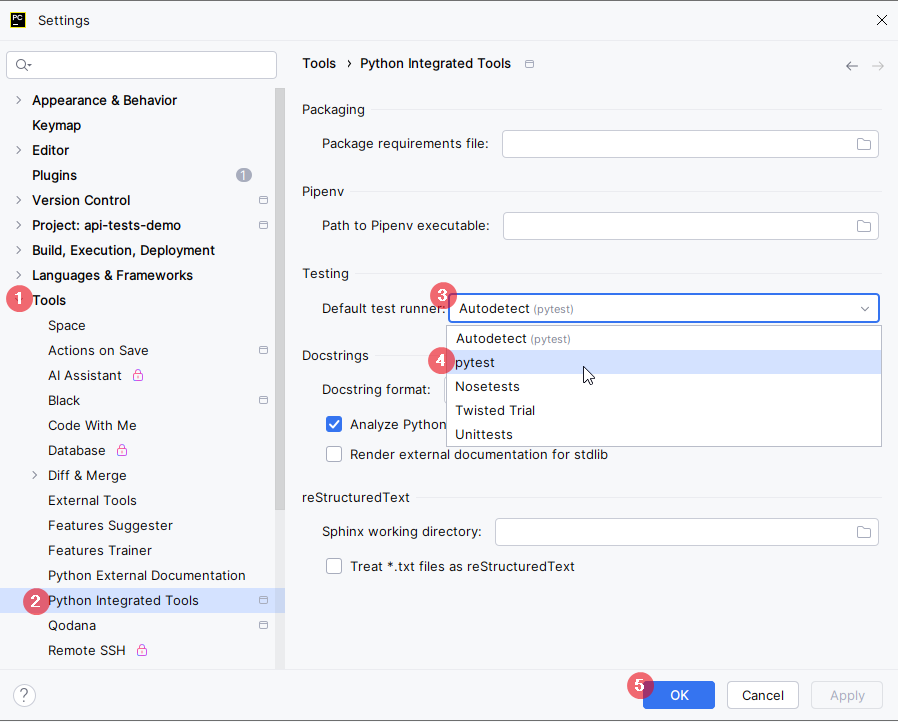 PC Settings
Tools › Python Integrated Tools
Appearance & Behavior
Keymap
Editor
Plugins 1
Version Control
Project: api-tests-demo
Build, Execution, Deployment
Languages & Frameworks
1 Tools
Space
Actions on Save
AI Assistant
Black
Code With Me
Database
Diff & Merge
External Tools
Features Suggester
Features Trainer
Python External Documentation
2 Python Integrated Tools
Qodana
Remote SSH
Packaging
Package requirements file:
Pipenv
Path to Pipenv executable:
Testing
3
Default test runner: Autodetect (pytest)
Autodetect (pytest)
4 pytest
Nosetests
Twisted Trial
Unittests
Docstrings
Docstring format:
Analyze Python
Render external documentation for stdlib
reStructuredText
Sphinx working directory:
Treat *.txt files as reStructuredText
?
5 OK Cancel Apply